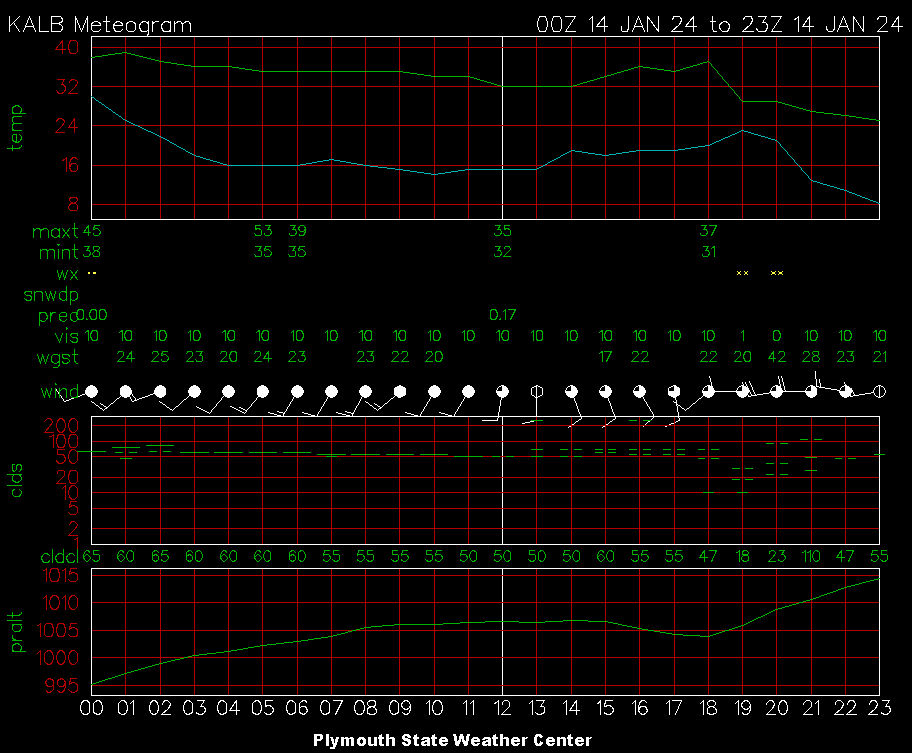 KALB Meteogram 00Z 14 JAN 24 to 23Z 14 JAN 24
temp
40
32
24
16
8
maxt 45 53 39 35 37
mint 38 35 35 32 31
wx
snwdp
prec 0.00 0.17
vis 10 10 10 10 10 10 10 10 10 10 10 10 10 10 10 10 10 10 10 1 0 10 10 10
wgst 24 25 23 20 24 23 23 22 20 17 22 22 20 42 28 23 21
wind
clds
200
100
50
20
10
5
2
cldc 65 60 65 60 60 60 60 55 55 55 55 50 50 50 50 60 55 55 47 18 23 110 47 55
pralt
1015
1010
1005
1000
995
00 01 02 03 04 05 06 07 08 09 10 11 12 13 14 15 16 17 18 19 20 21 22 23
Plymouth State Weather Center